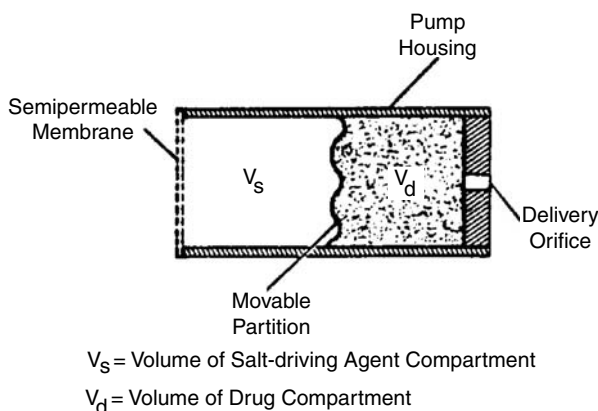 Pump
Housing
Semipermeable
Membrane
Vs
Vd
Delivery
Orifice
Movable
Partition
Vs = Volume of Salt-driving Agent Compartment
Vd = Volume of Drug Compartment